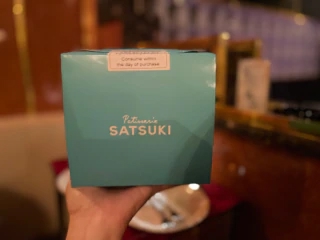 Consume within
the day of purchase.
Patisserie
SATSUKI